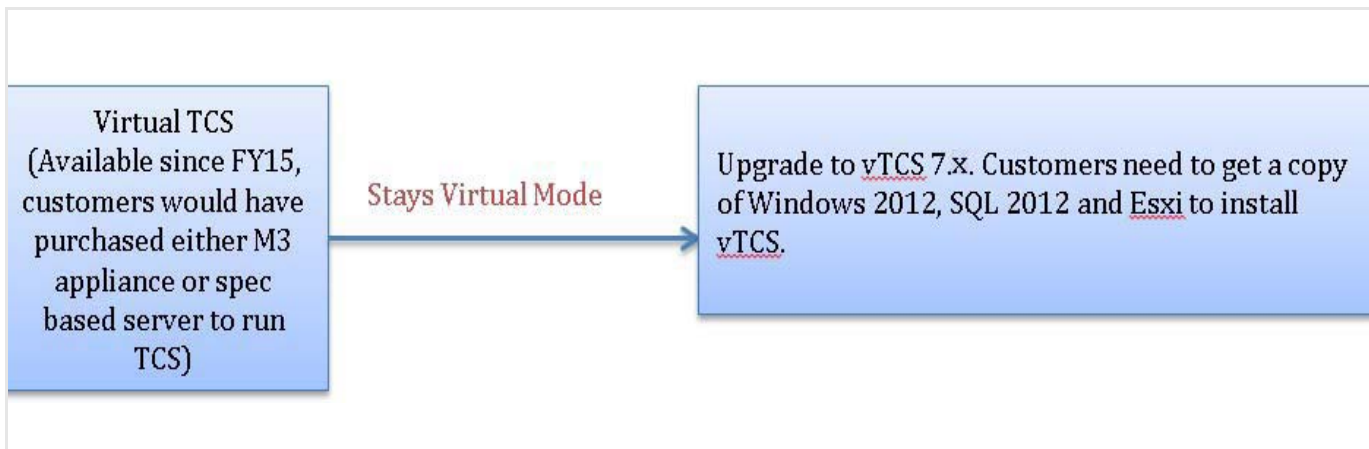 Virtual TCS
(Available since FY15,
customers would have
purchased either M3
appliance or spec
based server to run
TCS)
Stays Virtual Mode
Upgrade to vTCS 7.x. Customers need to get a copy
of Windows 2012, SQL 2012 and Esxi to install
vTCS.